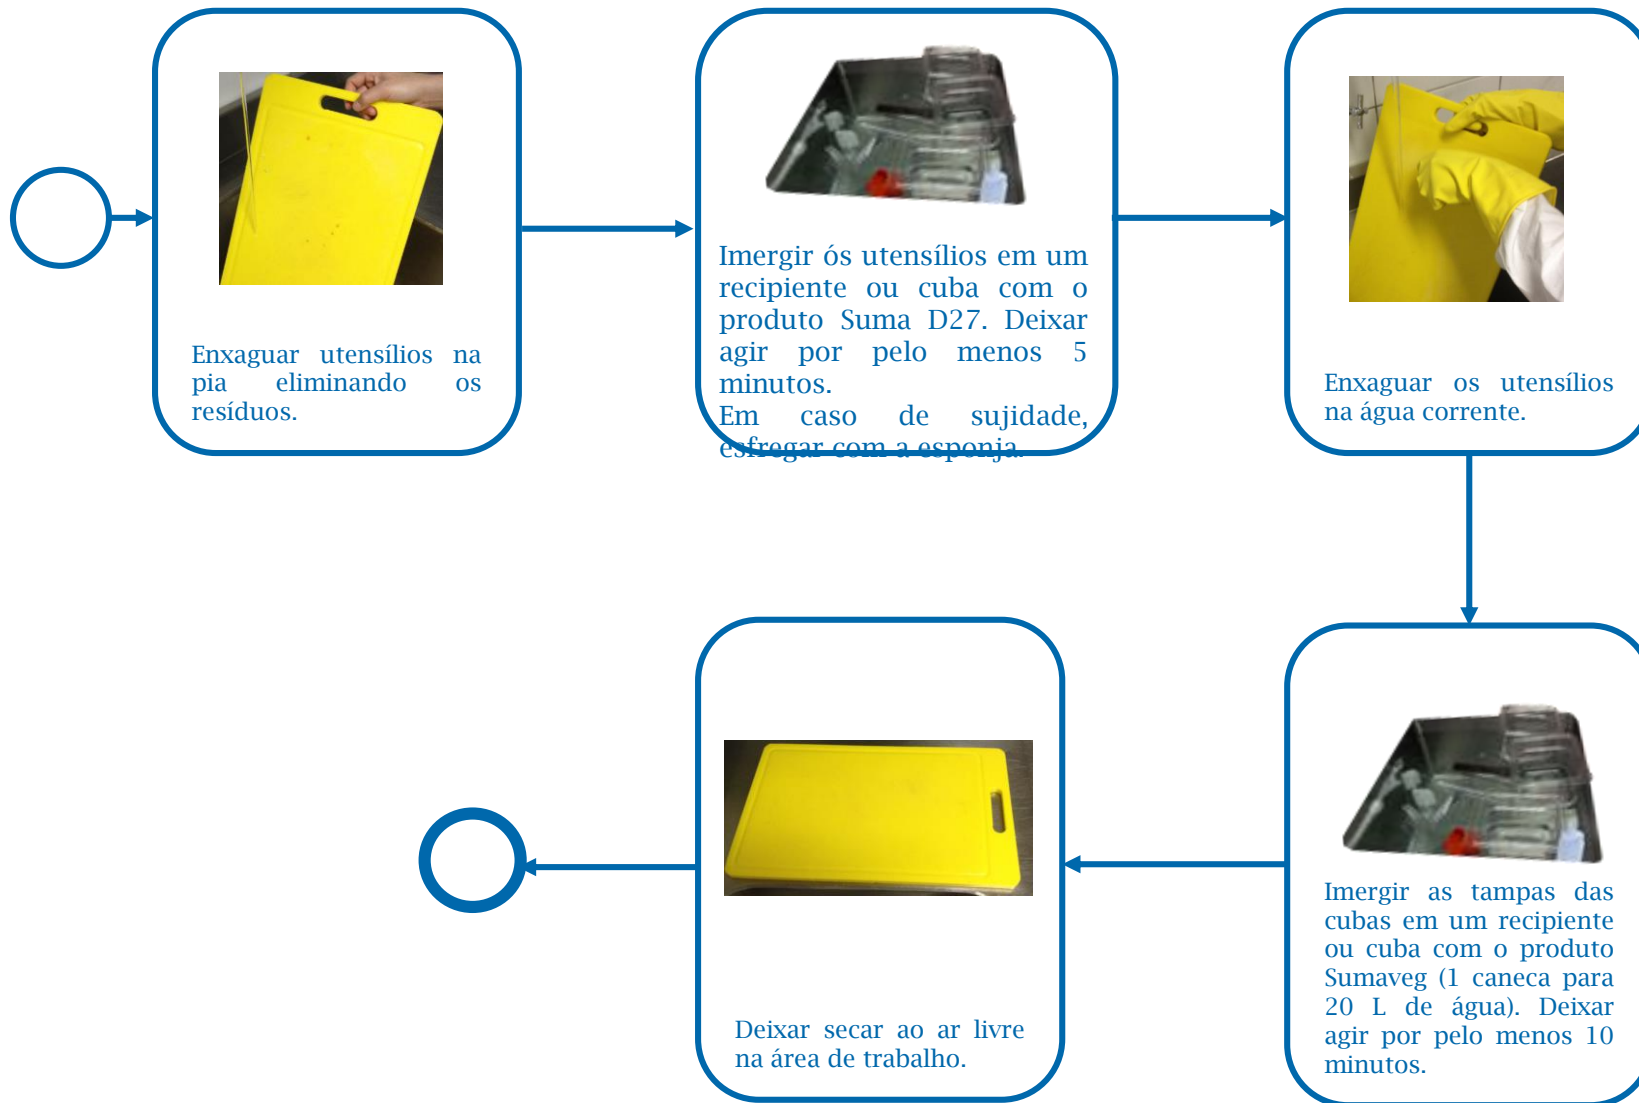 Enxaguar utensílios na
pia eliminando os
resíduos.
Imergir ós utensílios em um
recipiente ou cuba com o
produto Suma D27. Deixar
agir por pelo menos 5
minutos.
Em caso de sujidade,
esfregar com a esponja.
Enxaguar os utensílios
na água corrente.
Imergir as tampas das
cubas em um recipiente
ou cuba com o produto
Sumaveg (1 caneca para
20 L de água). Deixar
agir por pelo menos 10
minutos.
Deixar secar ao ar livre
na área de trabalho.